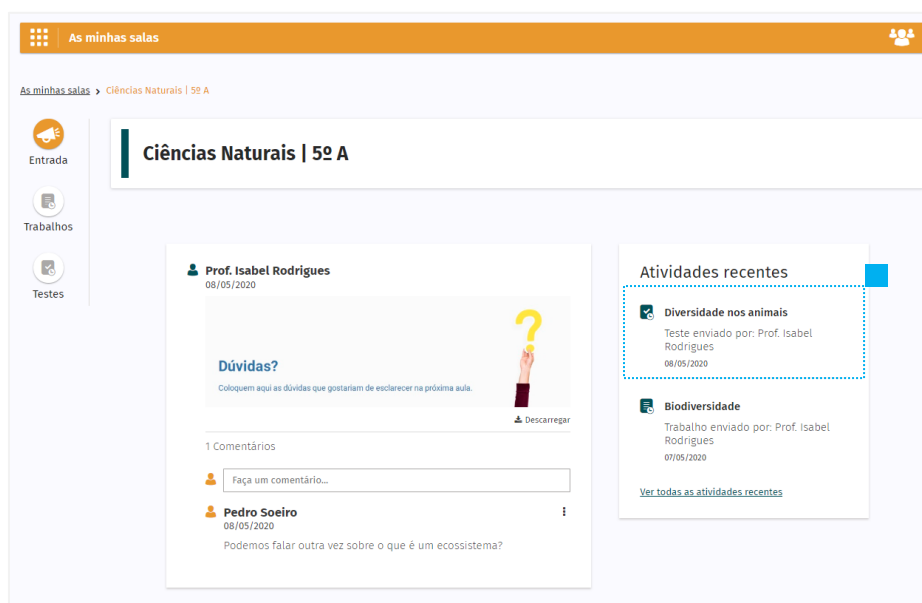 As minhas salas
As minhas salas > Ciências Naturais | 5º A
Entrada
Trabalhos
Testes
Ciências Naturais | 5º A
Prof. Isabel Rodrigues
08/05/2020
Dúvidas?
Coloquem aqui as dúvidas que gostariam de esclarecer na próxima aula.
Descarregar
1 Comentários
Faça um comentário...
Pedro Soeiro
08/05/2020
Podemos falar outra vez sobre o que é um ecossistema?
Atividades recentes
Diversidade nos animais
Teste enviado por: Prof. Isabel
Rodrigues
08/05/2020
Biodiversidade
Trabalho enviado por: Prof. Isabel
Rodrigues
07/05/2020
Ver todas as atividades recentes